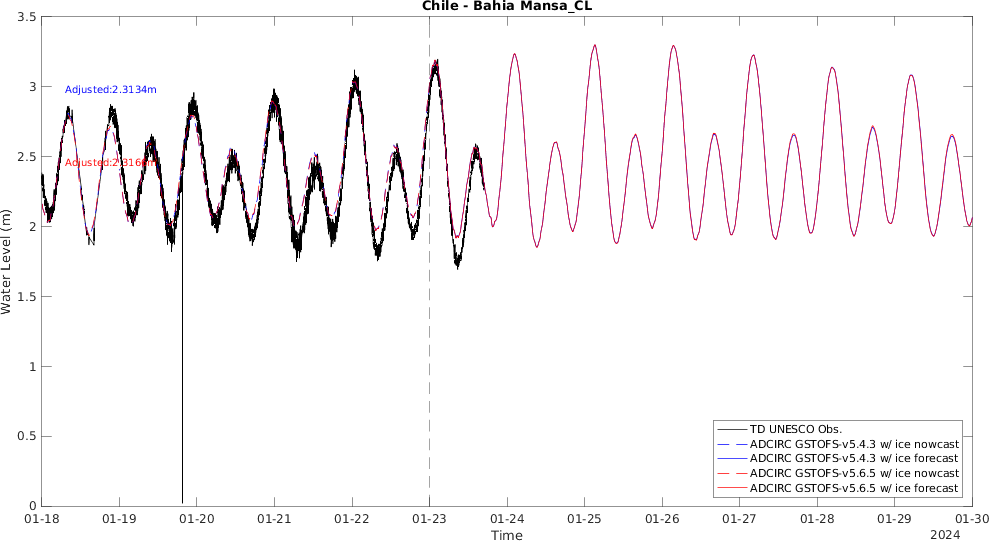 Chile - Bahia Mansa_CL
3.5
3
2.5
2
1.5
1
0.5
0
Water Level (m)
Adjusted:2.3134m
Adjusted:2.3166m
TD UNESCO Obs.
ADCIRC GSTOFS-v5.4.3 w/ ice nowcast
ADCIRC GSTOFS-v5.4.3 w/ ice forecast
ADCIRC GSTOFS-v5.6.5 w/ ice nowcast
ADCIRC GSTOFS-v5.6.5 w/ ice forecast
01-18 01-19 01-20 01-21 01-22 01-23 01-24 01-25 01-26 01-27 01-28 01-29 01-30
Time
2024